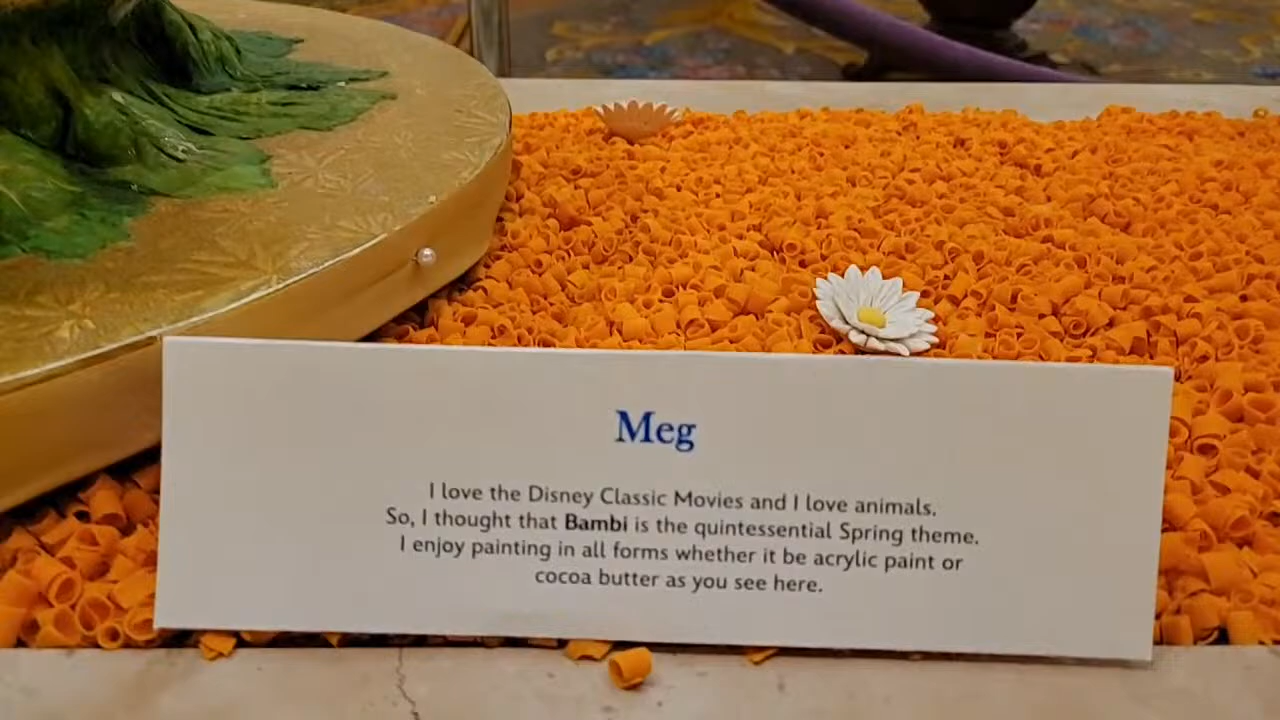 Meg
I love the Disney Classic Movies and I love animals.
So, I thought that Bambi is the quintessential Spring theme.
I enjoy painting in all forms whether it be acrylic paint or
cocoa butter as you see here.